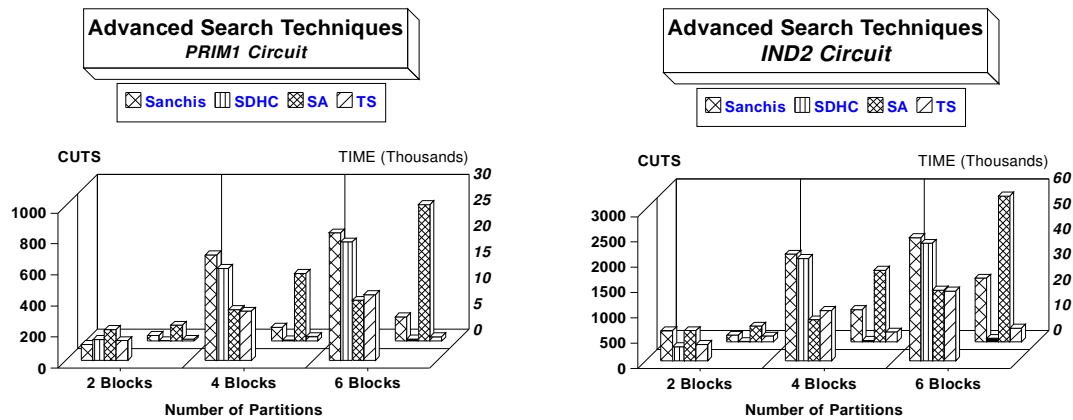 Advanced Search Techniques
PRIM1 Circuit
Sanchis SDHC SA TS
CUTS TIME (Thousands)
30
25
20
15
10
5
0
1000
800
600
400
200
0
2 Blocks 4 Blocks 6 Blocks
Number of Partitions
Advanced Search Techniques
IND2 Circuit
Sanchis SDHC SA TS
CUTS TIME (Thousands)
60
50
40
30
20
10
0
3000
2500
2000
1500
1000
500
0
2 Blocks 4 Blocks 6 Blocks
Number of Partitions